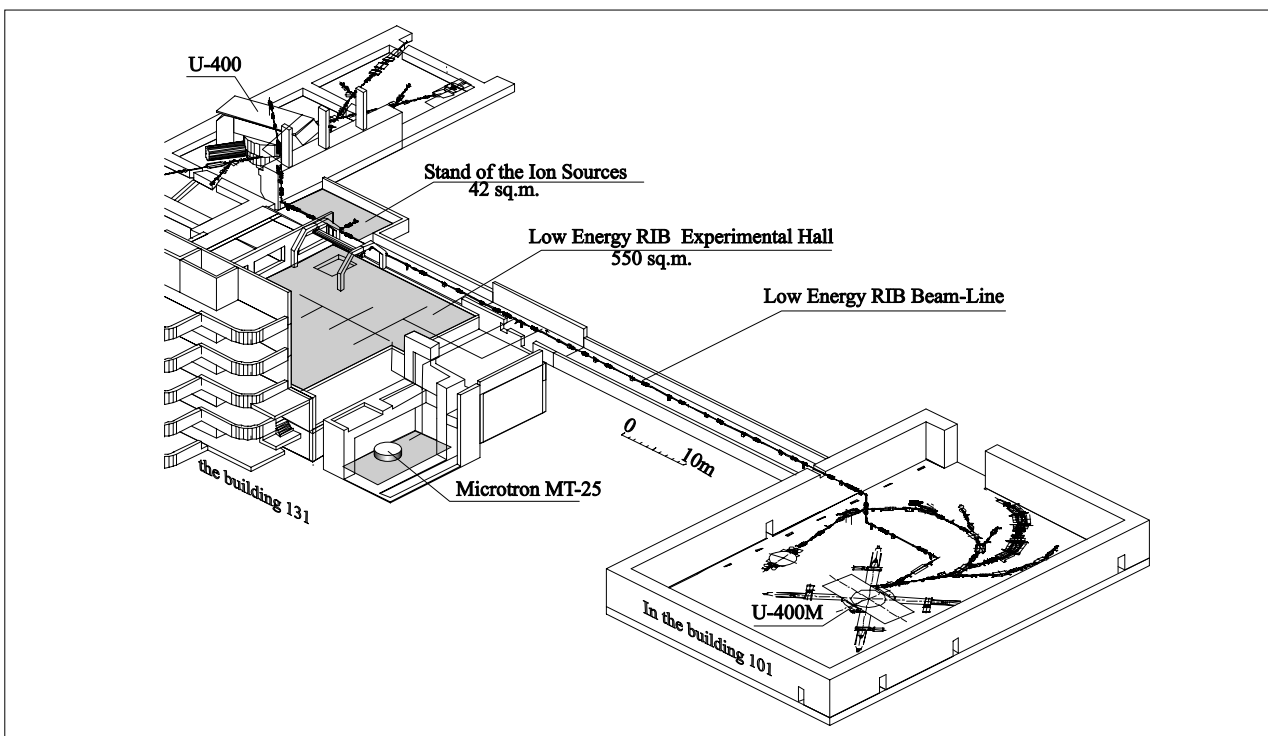 U-400
Stand of the Ion Sources
42 sq.m.
Low Energy RIB Experimental Hall
550 sq.m.
Low Energy RIB Beam-Line
0
10m
the building 131
Microtron MT-25
U-400M
In the building 101